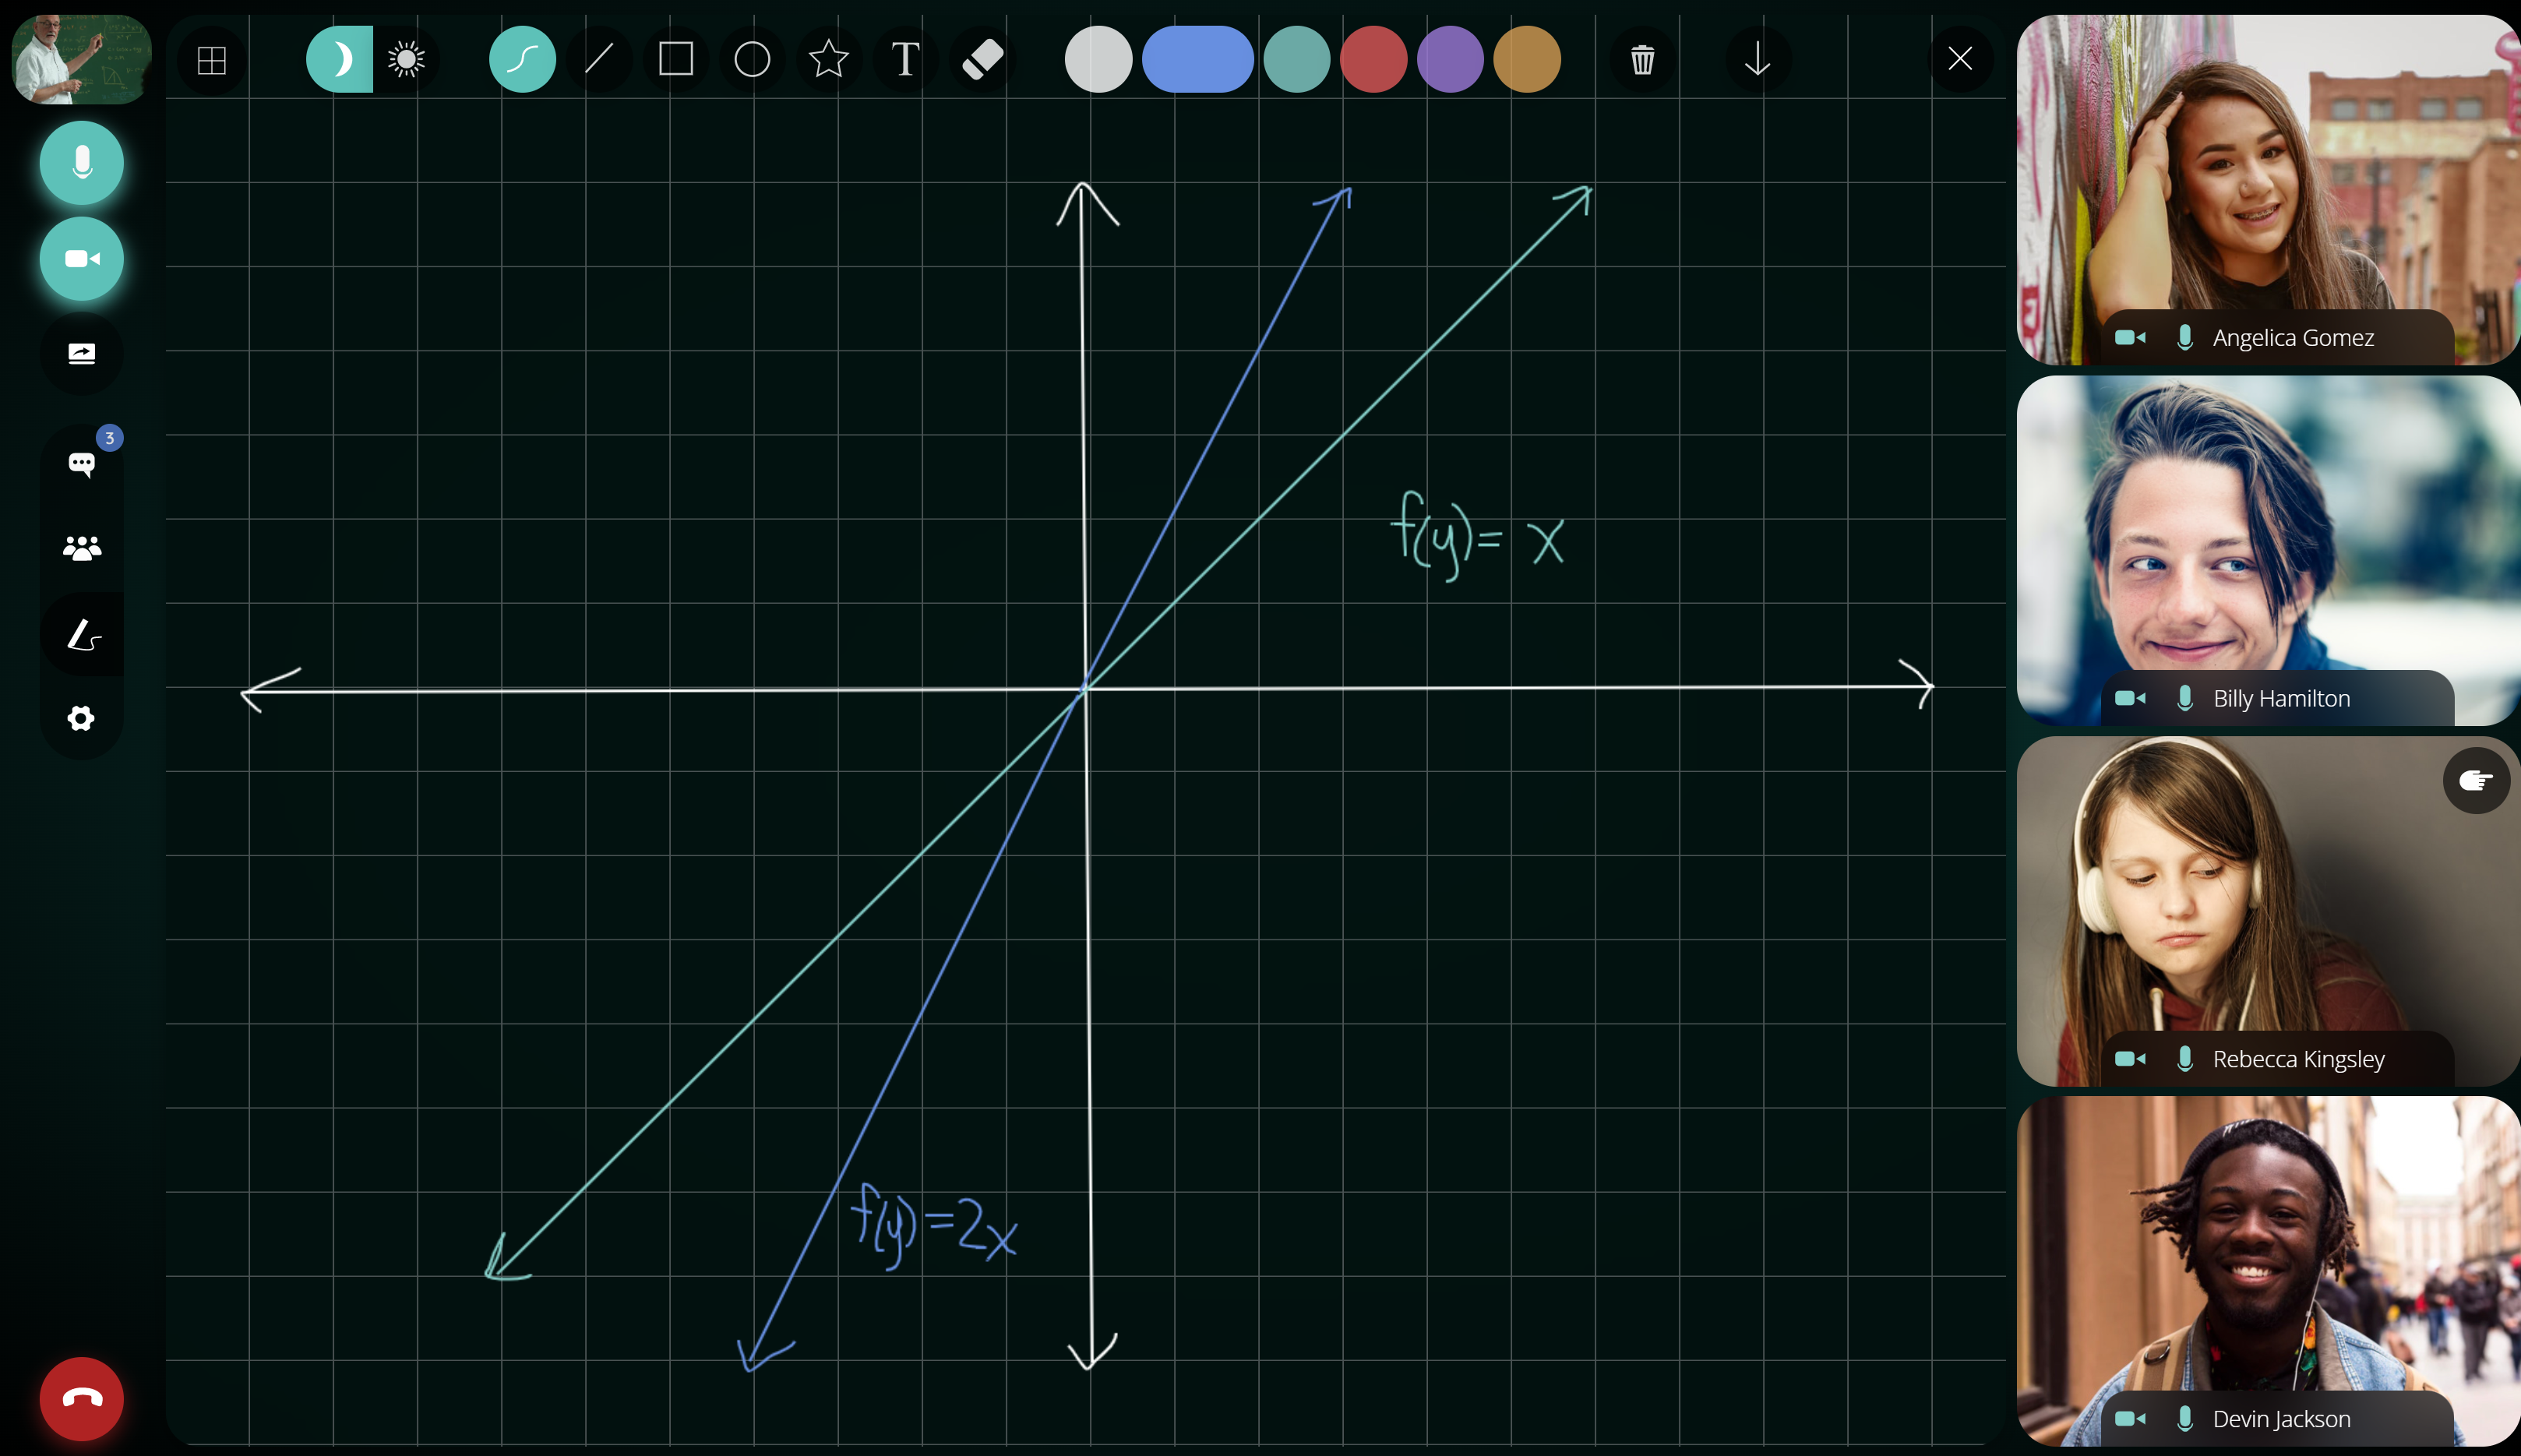 T
3
f(y)= x
f(y)=2x
Angelica Gomez
Billy Hamilton
Rebecca Kingsley
Devin Jackson